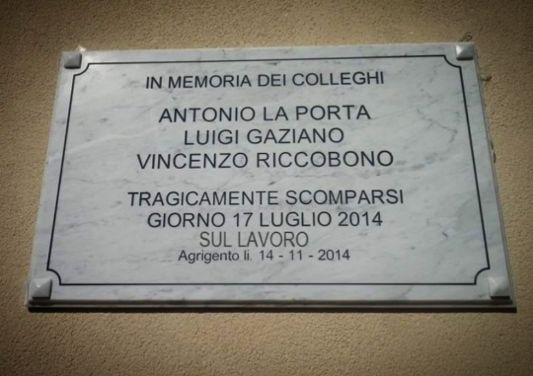 IN MEMORIA DEI COLLEGHI
ANTONIO LA PORTA
LUIGI GAZIANO
VINCENZO RICCOBONO
TRAGICAMENTE SCOMPARSI
GIORNO 17 LUGLIO 2014
SUL LAVORO
Agrigento li. 14 - 11 - 2014